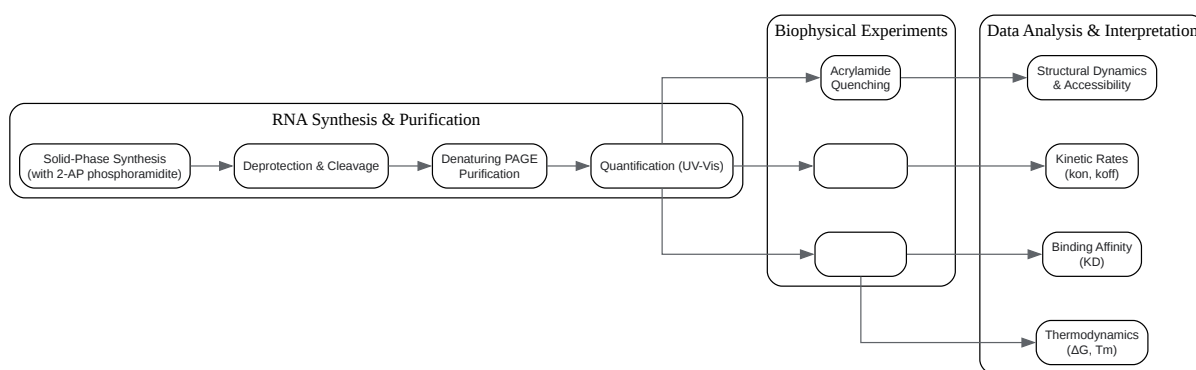 Biophysical Experiments
Data Analysis & Interpretation
Acrylamide
Quenching
Structural Dynamics
& Accessibility
RNA Synthesis & Purification
Solid-Phase Synthesis
(with 2-AP phosphoramidite)
Deprotection & Cleavage
Denaturing PAGE
Purification
Quantification (UV-Vis)
Kinetic Rates
(kon, koff)
Binding Affinity
(KD)
Thermodynamics
(ΔG, Tm)